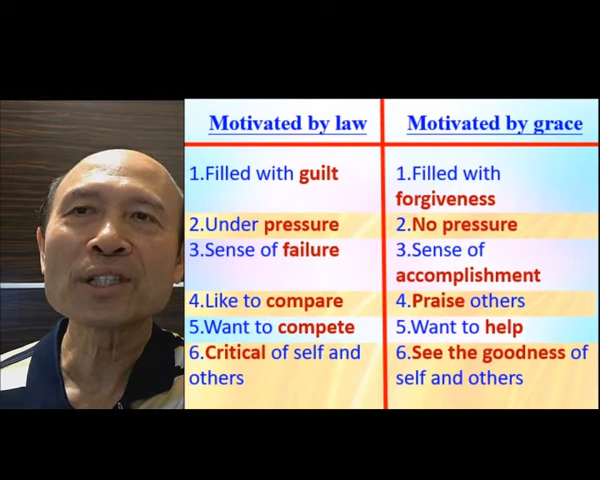 Motivated by law
1.Filled with guilt
2.Under pressure
3.Sense of failure
4.Like to compare
5.Want to compete
6.Critical of self and
others
Motivated by grace
1.Filled with
forgiveness
2.No pressure
3.Sense of
accomplishment
4.Praise others
5.Want to help
6.See the goodness of
self and others